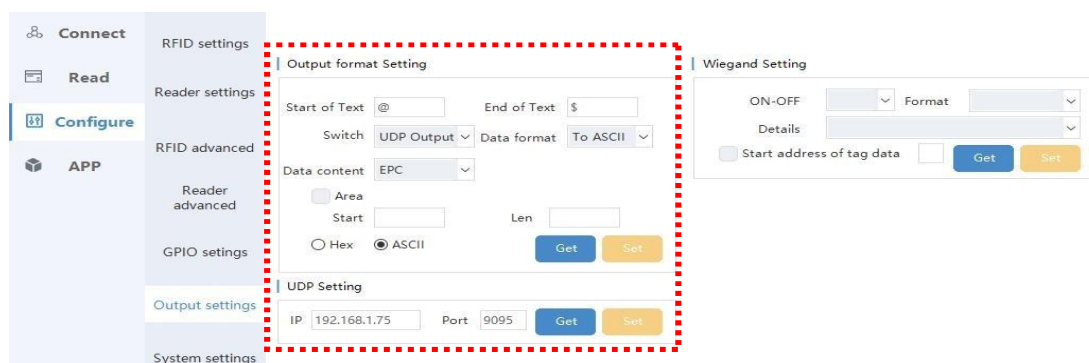 Connect
Read
Configure
APP
RFID settings
Reader settings
RFID advanced
Reader
advanced
GPIO setings
Output settings
System settings
Output format Setting
Start of Text @ End of Text $
Switch UDP Output Data format To ASCII
Data content EPC
Area
Start Len
Hex ASCII Get Set
UDP Setting
IP 192.168.1.75 Port 9095 Get Set
Wiegand Setting
ON-OFF Format
Details
Start address of tag data Get Set